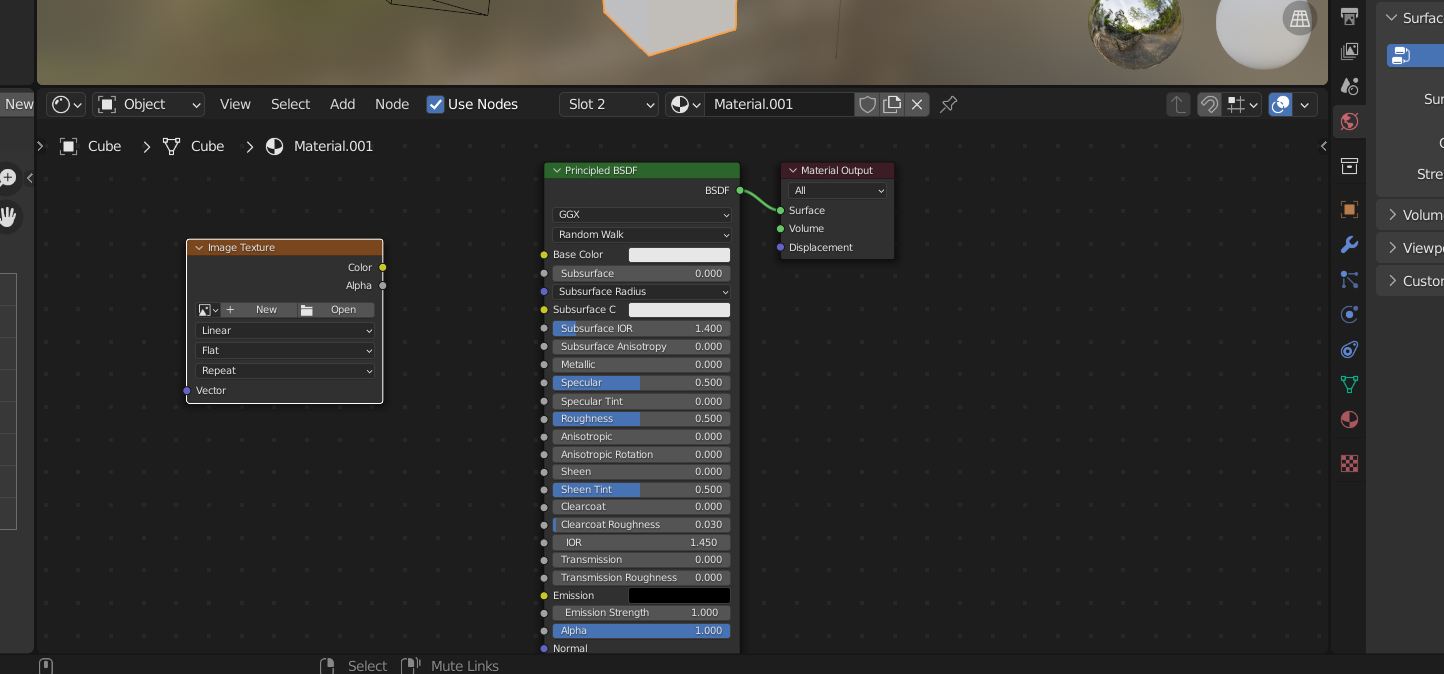 New
Object
View
Select
Add
Node
Use Nodes
Slot 2
Material.001
Cube
Cube
Material.001
Image Texture
Color
Alpha
New
Open
Linear
Flat
Repeat
Vector
Principled BSDF
BSDF
GGX
Random Walk
Base Color
Subsurface 0.000
Subsurface Radius
Subsurface C
Subsurface IOR 1.400
Subsurface Anisotropy 0.000
Metallic 0.000
Specular 0.500
Specular Tint 0.000
Roughness 0.500
Anisotropic 0.000
Anisotropic Rotation 0.000
Sheen 0.000
Sheen Tint 0.500
Clearcoat 0.000
Clearcoat Roughness 0.030
IOR 1.450
Transmission 0.000
Transmission Roughness 0.000
Emission
Emission Strength 1.000
Alpha 1.000
Normal
Material Output
All
Surface
Volume
Displacement
Surfac
Sur
C
Stre
Volum
Viewp
Custo
Select
Mute Links